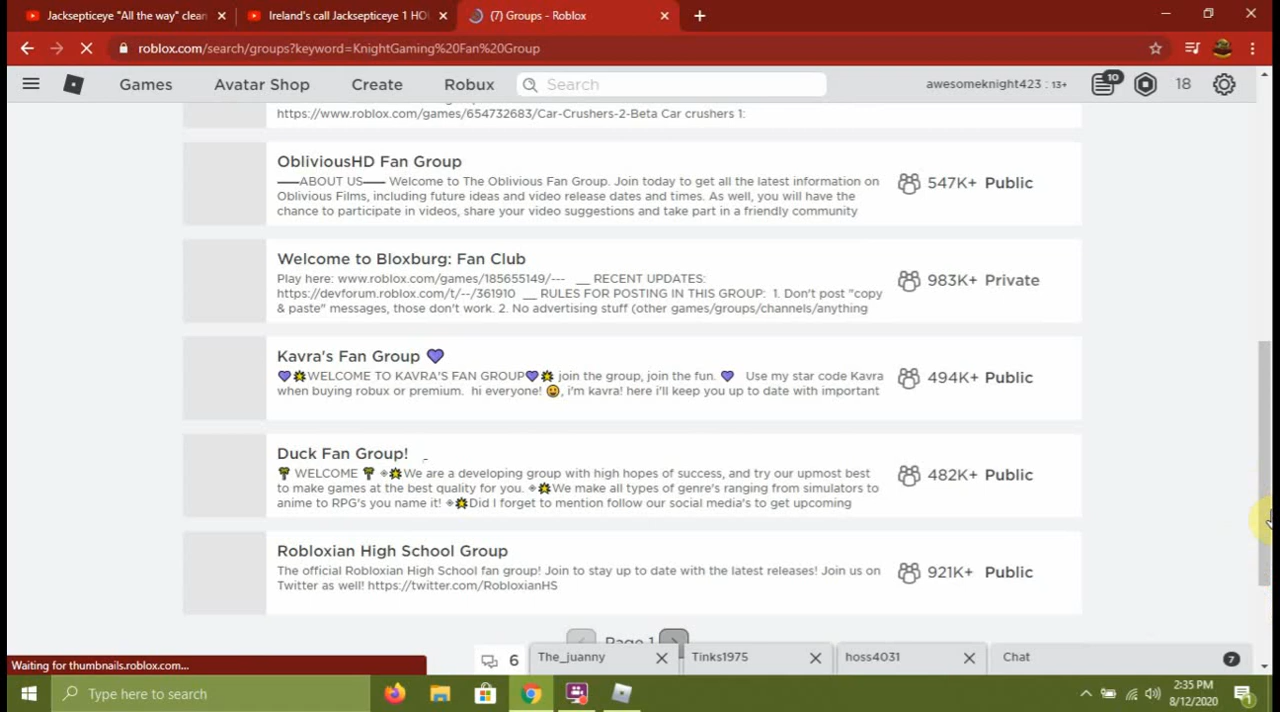 Jacksepticeye "All the way" clean
Ireland's call Jacksepticeye 1 HO
(7) Groups - Roblox
roblox.com/search/groups?keyword=KnightGaming%20Fan%20Group
Games Avatar Shop Create Robux Search awesomeknight423 : 13+ 10 18
https://www.roblox.com/games/654732683/Car-Crushers-2-Beta Car crushers 1:
ObliviousHD Fan Group
——ABOUT US—— Welcome to The Oblivious Fan Group. Join today to get all the latest information on
Oblivious Films, including future ideas and video release dates and times. As well, you will have the
chance to participate in videos, share your video suggestions and take part in a friendly community
547K+ Public
Welcome to Bloxburg: Fan Club
Play here: www.roblox.com/games/185655149/--- __ RECENT UPDATES:
https://devforum.roblox.com/t/--/361910 __ RULES FOR POSTING IN THIS GROUP: 1. Don't post "copy
& paste" messages, those don't work. 2. No advertising stuff (other games/groups/channels/anything
983K+ Private
Kavra's Fan Group 💜
💜💥WELCOME TO KAVRA'S FAN GROUP💜💥 join the group, join the fun. 💜 Use my star code Kavra
when buying robux or premium. hi everyone! 😀, i'm kavra! here i'll keep you up to date with important
494K+ Public
Duck Fan Group!
🌳 WELCOME 🌳 💥We are a developing group with high hopes of success, and try our upmost best
to make games at the best quality for you. 💥We make all types of genre's ranging from simulators to
anime to RPG's you name it! 💥Did I forget to mention follow our social media's to get upcoming
482K+ Public
Robloxian High School Group
The official Robloxian High School fan group! Join to stay up to date with the latest releases! Join us on
Twitter as well! https://twitter.com/RobloxianHS
921K+ Public
Page 1
Waiting for thumbnails.roblox.com...
6 The_juanny Tinks1975 hoss4031 Chat 7
Type here to search
2:35 PM
8/12/2020
1